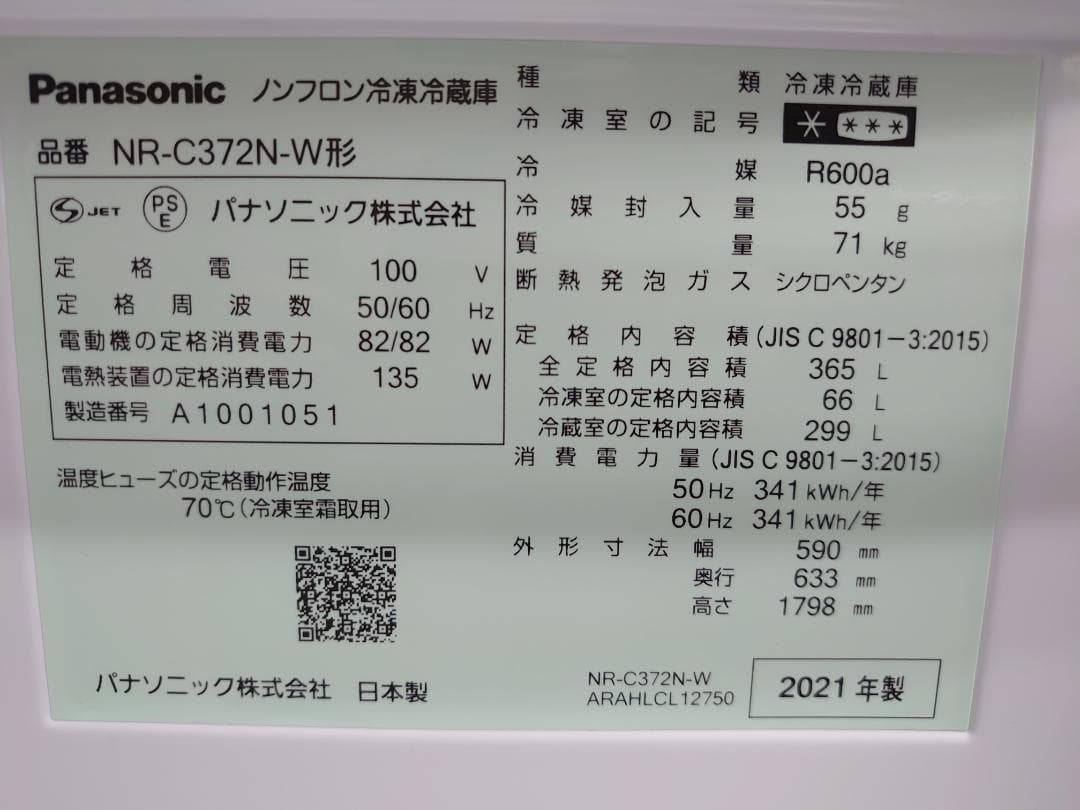 Panasonic ノンフロン冷凍冷蔵庫
品番 NR-C372N-W形
JET PSE パナソニック株式会社
定格電圧 100 V
定格周波数 50/60 Hz
電動機の定格消費電力 82/82 W
電熱装置の定格消費電力 135 W
製造番号 A1001051
温度ヒューズの定格動作温度
70℃(冷凍室霜取用)
パナソニック株式会社 日本製
種類 冷凍冷蔵庫
冷凍室の記号 * ***
冷媒 R600a
冷媒封入量 55 g
質量 71 kg
断熱発泡ガス シクロペンタン
定格内容積(JIS C 9801-3:2015)
全定格内容積 365 L
冷凍室の定格内容積 66 L
冷蔵室の定格内容積 299 L
消費電力量(JIS C 9801-3:2015)
50Hz 341kWh/年
60Hz 341kWh/年
外形寸法幅 590 mm
奥行 633 mm
高さ 1798 mm
NR-C372N-W
ARAHLCL12750
2021年製